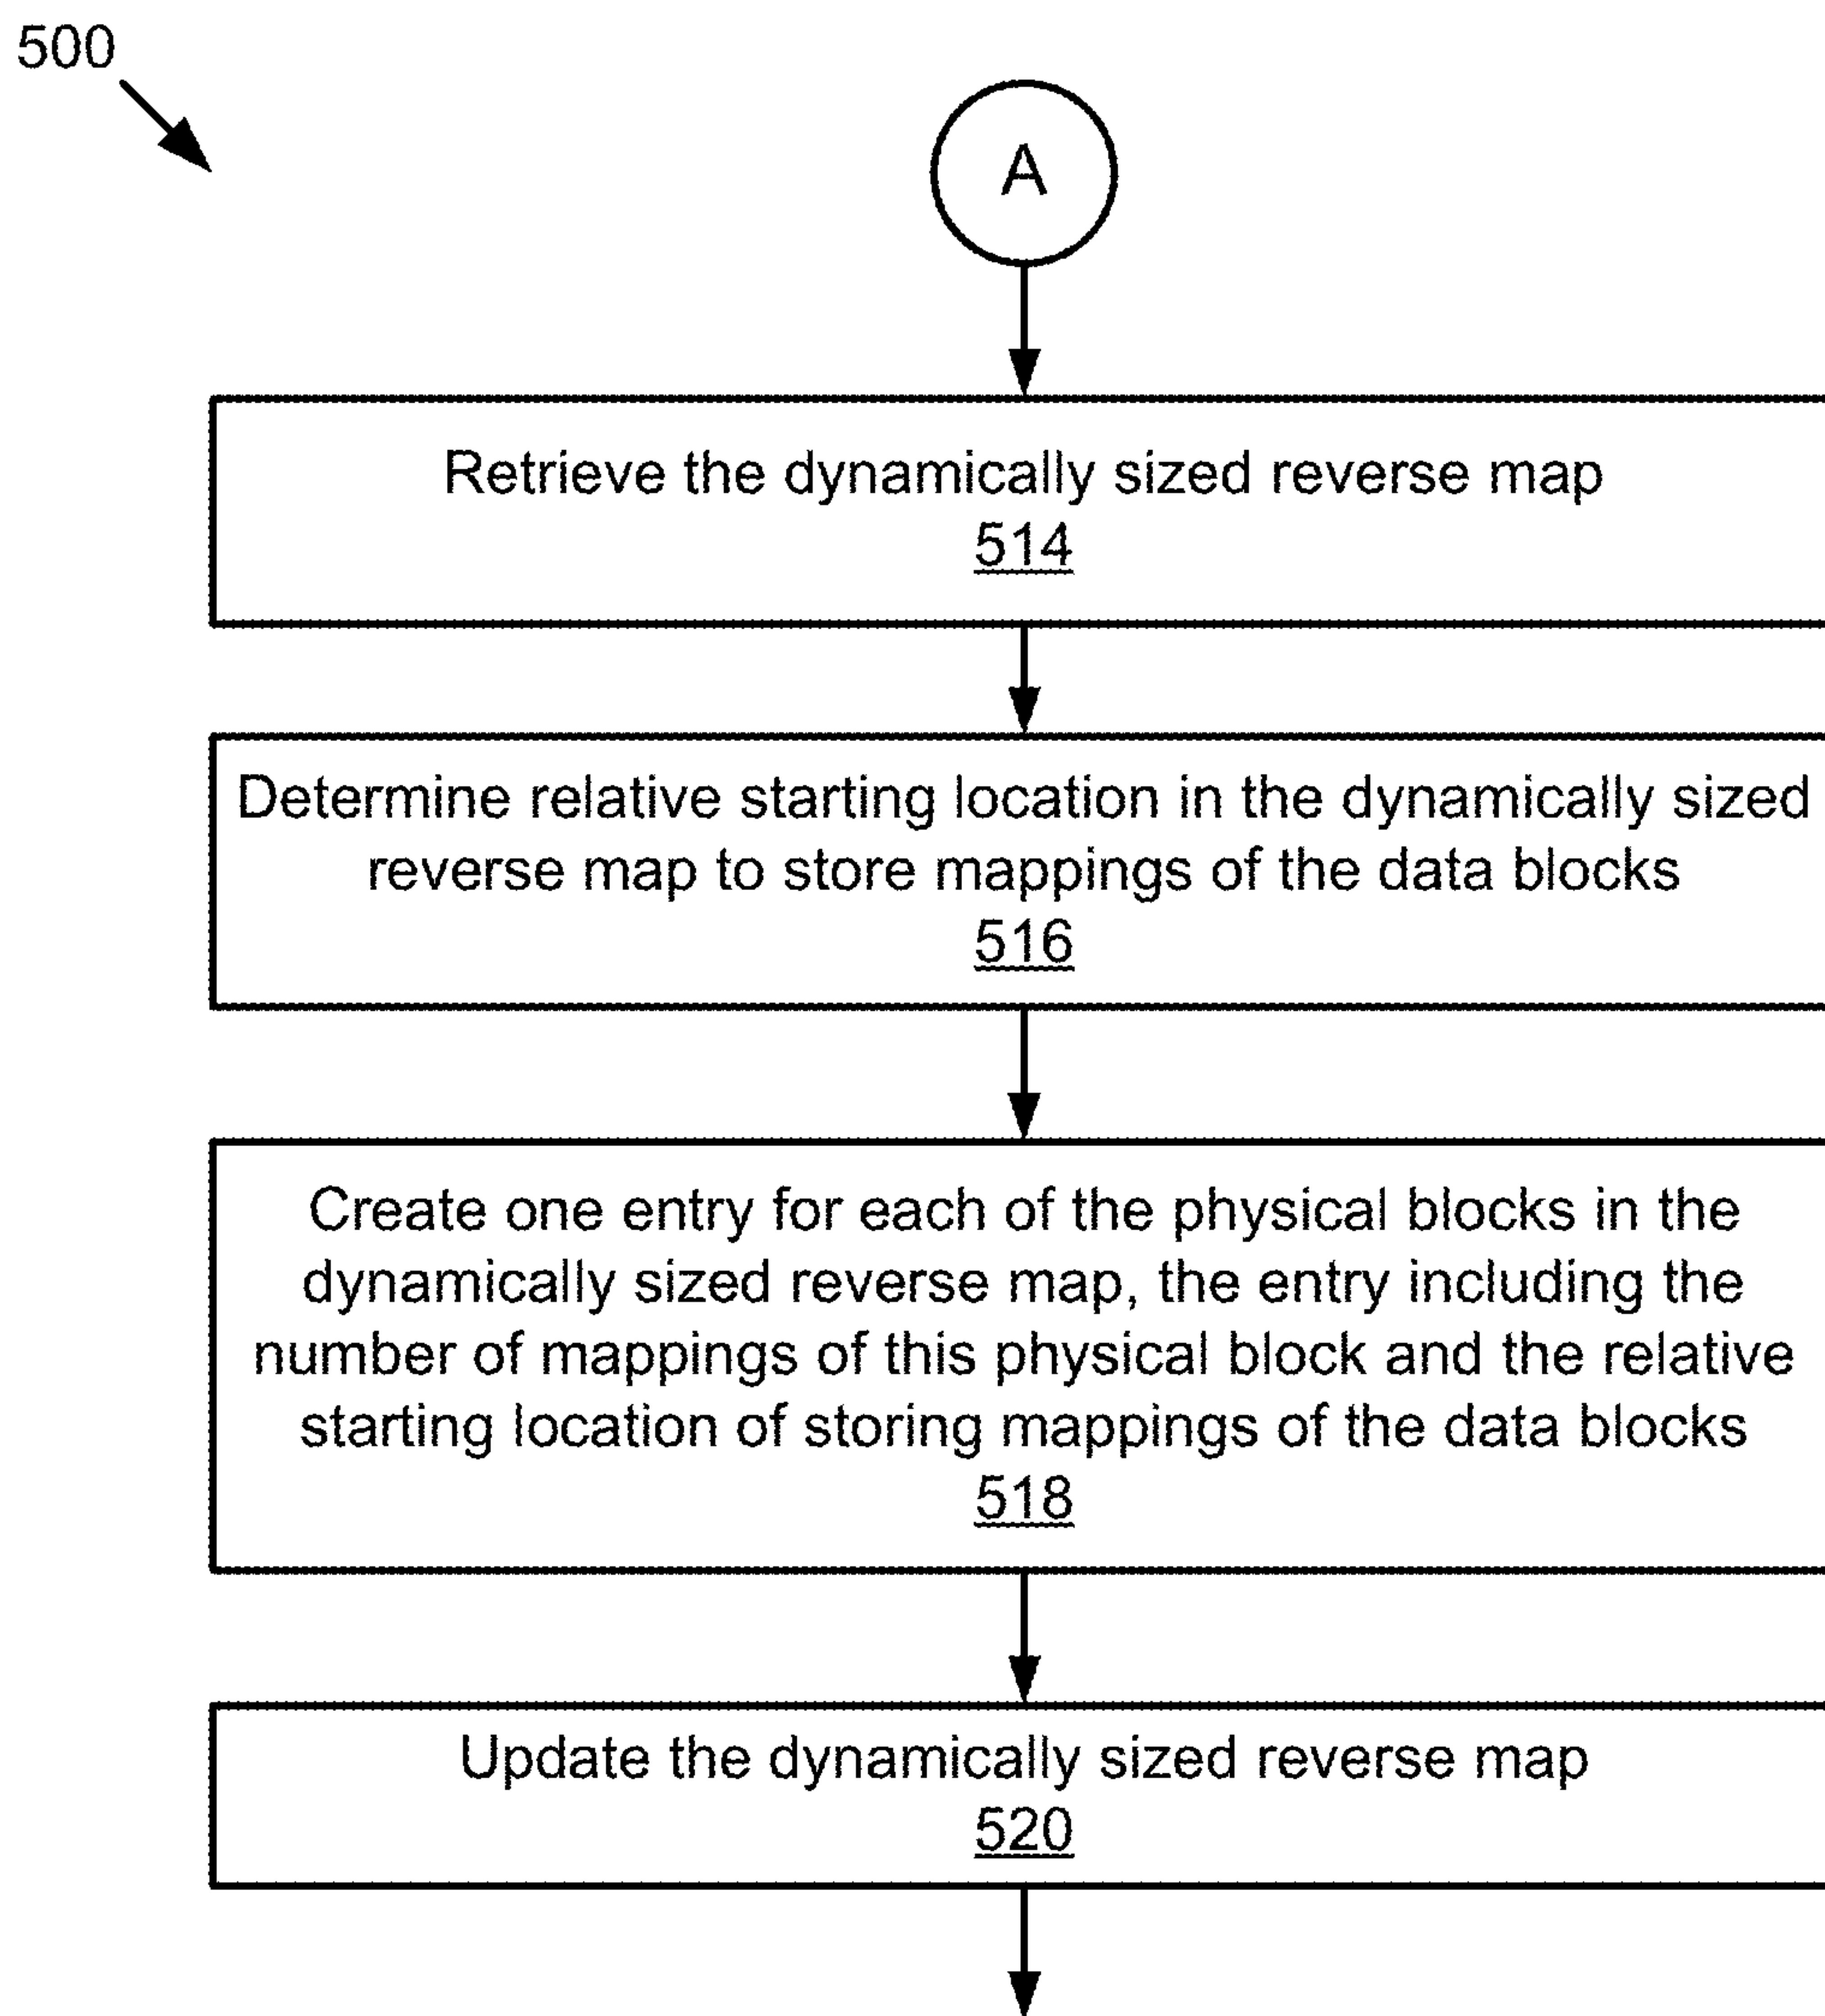 500
A
Retrieve the dynamically sized reverse map
514
Determine relative starting location in the dynamically sized
reverse map to store mappings of the data blocks
516
Create one entry for each of the physical blocks in the
dynamically sized reverse map, the entry including the
number of mappings of this physical block and the relative
starting location of storing mappings of the data blocks
518
Update the dynamically sized reverse map
520